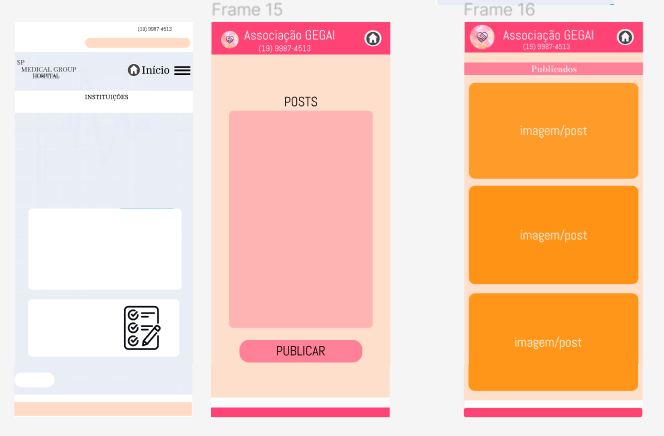 Frame 15
Frame 16
(19) 9987-4513
SP
MEDICAL GROUP
HOSPITAL
Início
INSTITUIÇÕES
Associação GEGAI
(19) 9987-4513
POSTS
PUBLICAR
Associação GEGAI
(19) 9987-4513
Publicados
imagem/post
imagem/post
imagem/post